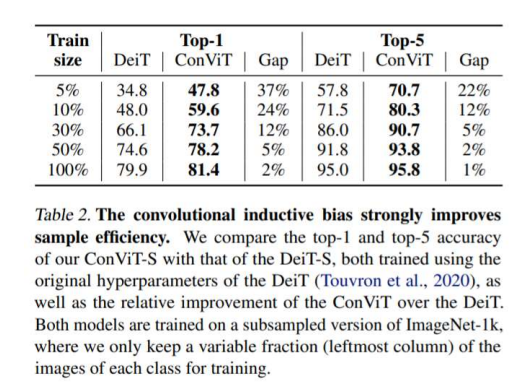 Train Top-1 Top-5
size DeiT ConViT Gap DeiT ConViT Gap
5% 34.8 47.8 37% 57.8 70.7 22%
10% 48.0 59.6 24% 71.5 80.3 12%
30% 66.1 73.7 12% 86.0 90.7 5%
50% 74.6 78.2 5% 91.8 93.8 2%
100% 79.9 81.4 2% 95.0 95.8 1%
Table 2. The convolutional inductive bias strongly improves
sample efficiency. We compare the top-1 and top-5 accuracy
of our ConViT-S with that of the DeiT-S, both trained using the
original hyperparameters of the DeiT (Touvron et al., 2020), as
well as the relative improvement of the ConViT over the DeiT.
Both models are trained on a subsampled version of ImageNet-1k,
where we only keep a variable fraction (leftmost column) of the
images of each class for training.